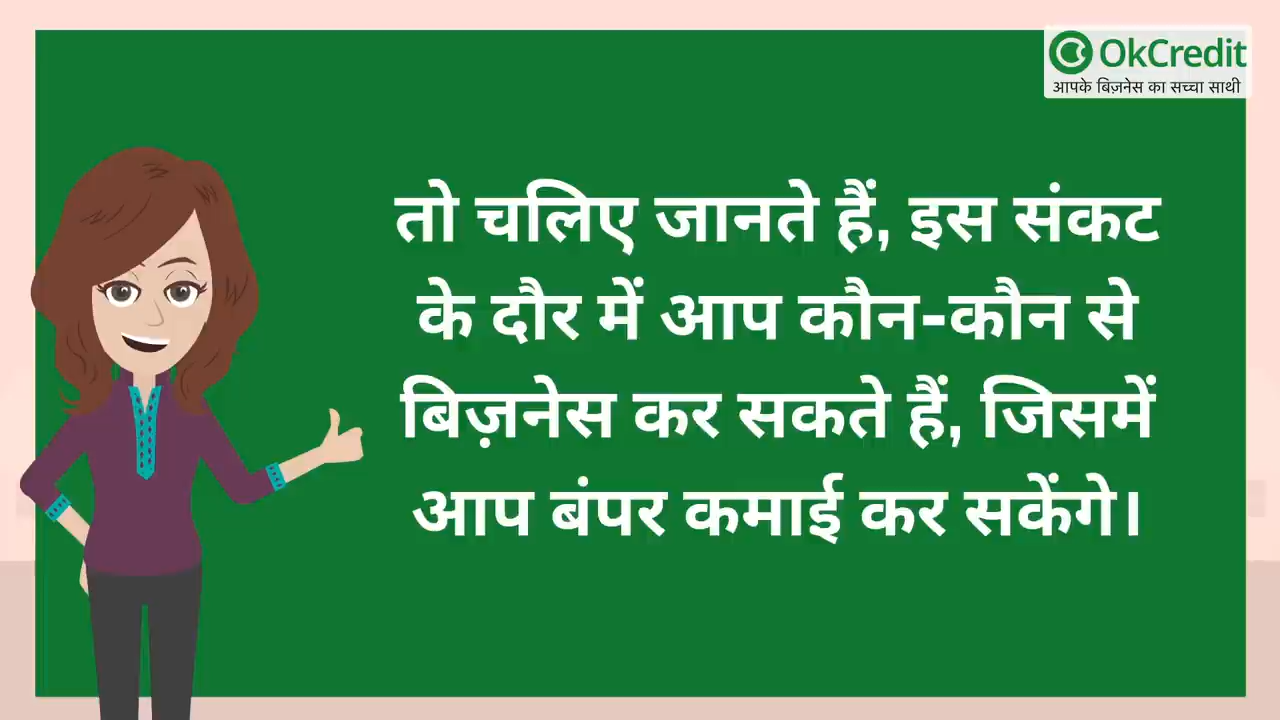 OkCredit
आपके बिज़नेस का सच्चा साथी
तो चलिए जानते हैं, इस संकट
के दौर में आप कौन-कौन से
बिज़नेस कर सकते हैं, जिसमें
आप बंपर कमाई कर सकेंगे।